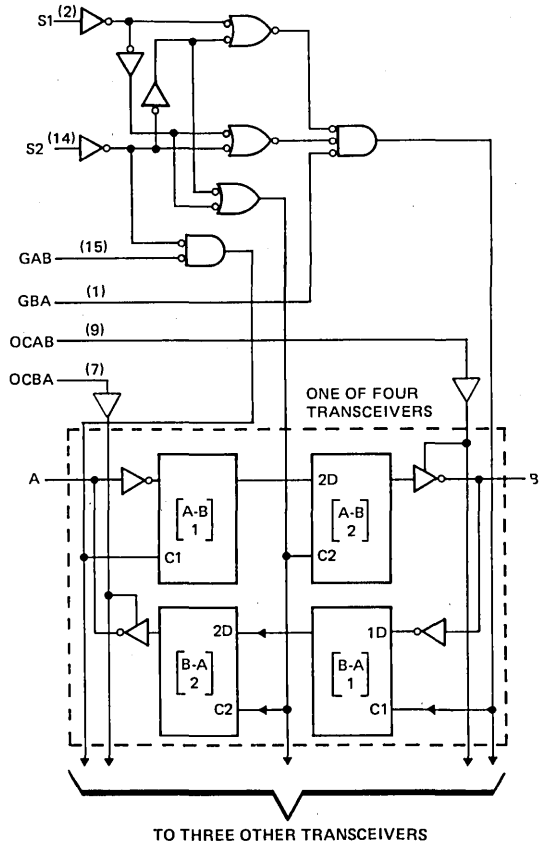 S1 (2)
S2 (14)
GAB (15)
GBA (1)
OCAB (9)
OCBA (7)
ONE OF FOUR
TRANSCEIVERS
A
B
A-B
1
C1
2D
A-B
2
C2
2D
B-A
2
C2
1D
B-A
1
C1
TO THREE OTHER TRANSCEIVERS